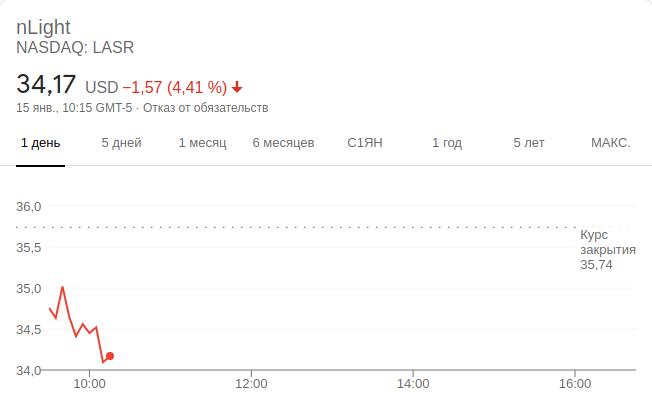 nLight
NASDAQ: LASR
34,17 USD −1,57 (4,41 %)
15 янв., 10:15 GMT-5 · Отказ от обязательств
1 день 5 дней 1 месяц 6 месяцев С1ЯН 1 год 5 лет МАКС.
36,0
Курс
35,5
закрытия
35,74
35,0
34,5
34,0
10:00 12:00 14:00 16:00